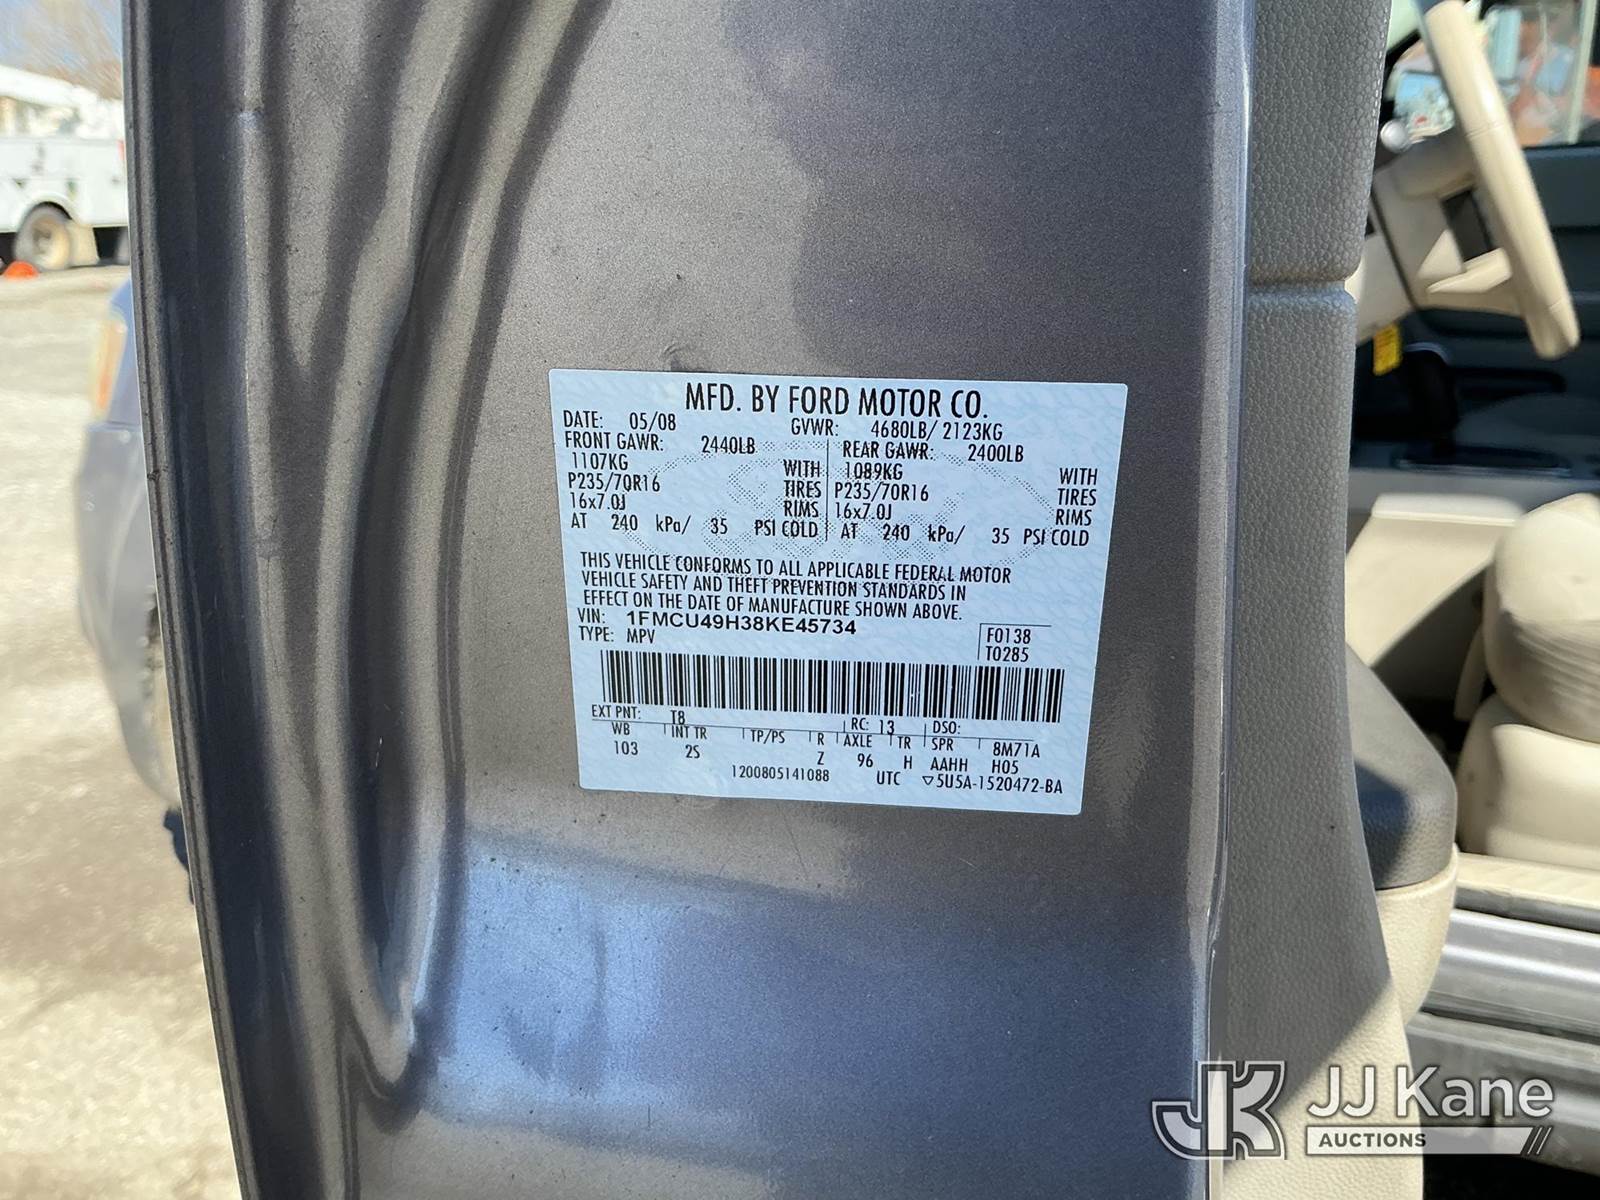 MFD. BY FORD MOTOR CO.
DATE: 05/08 GVWR: 4680LB/ 2123KG
FRONT GAWR: 2440LB REAR GAWR: 2400LB
1107KG WITH 1089KG WITH
P235/70R16 TIRES P235/70R16 TIRES
16x7.0J RIMS 16x7.0J RIMS
AT 240 kPa/ 35 PSI COLD AT 240 kPa/ 35 PSI COLD
THIS VEHICLE CONFORMS TO ALL APPLICABLE FEDERAL MOTOR
VEHICLE SAFETY AND THEFT PREVENTION STANDARDS IN
EFFECT ON THE DATE OF MANUFACTURE SHOWN ABOVE.
VIN: 1FMCU49H38KE45734
TYPE: MPV
F0138
T0285
EXT PNT: T8 RC: 13 DSO:
WB INT TR TP/PS R AXLE TR SPR 8M71A
103 2S Z 96 H AAHH H05
1200805141088 UTC ▽5U5A-1520472-BA
JK JJ Kane
AUCTIONS